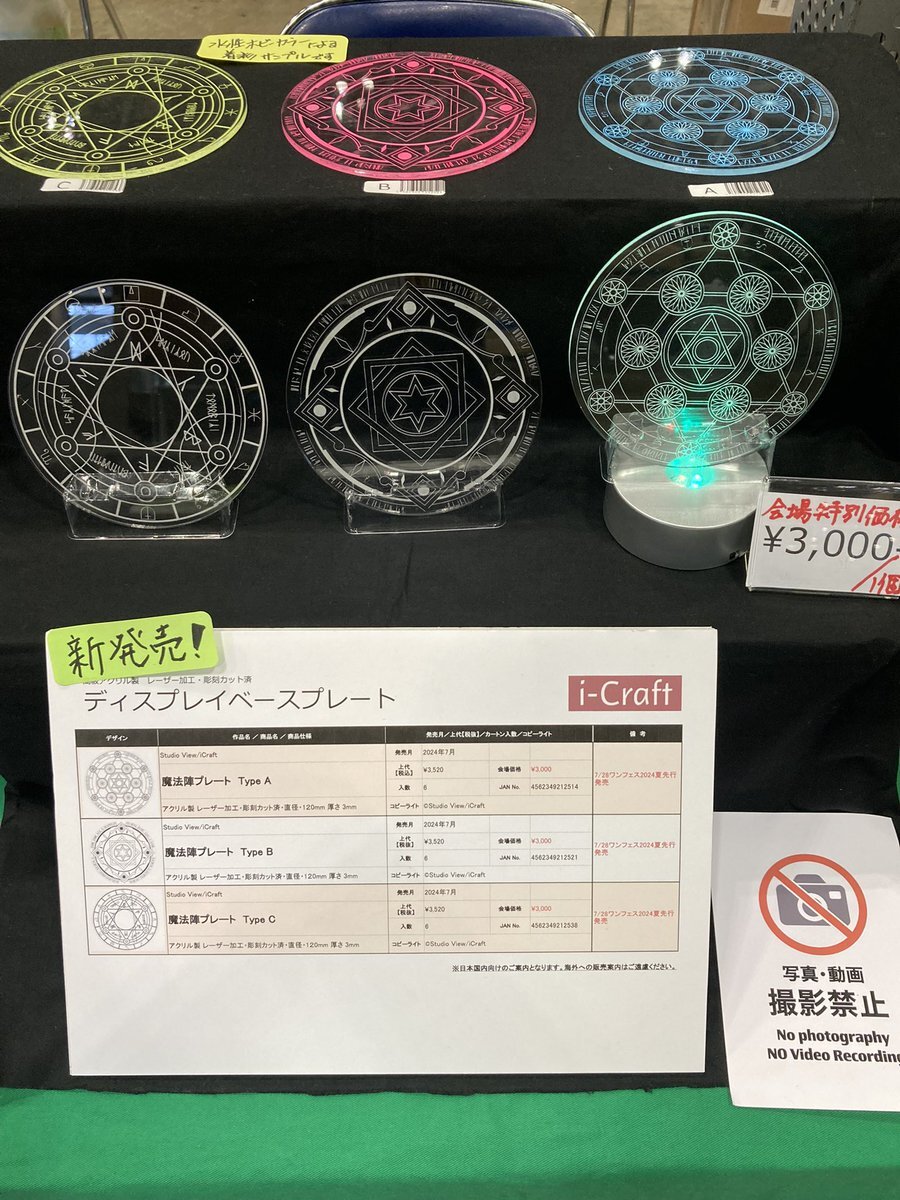 水性ホビーカラーによる
着彩サンプルです
C
B
A
会場特別価格
¥3,000-
/1個
新発売!
アクリル製 レーザー加工・彫刻カット済
ディスプレイベースプレート
i-Craft
デザイン 作品名 / 商品名 / 商品仕様 発売月/上代【税抜】/カートン入数/コピーライト 備 考
Studio View/iCraft 発売月 2024年7月
魔法陣プレート Type A 上代【税込】 ¥3,520 会場価格 ¥3,000 7/28ワンフェス2024夏先行発売
入数 6 JAN No. 4562349212514
アクリル製 レーザー加工・彫刻カット済・直径・120mm 厚さ3mm コピーライト ©Studio View/iCraft
Studio View/iCraft 発売月 2024年7月
魔法陣プレート Type B 上代【税抜】 ¥3,520 会場価格 ¥3,000 7/28ワンフェス2024夏先行発売
入数 6 JAN No. 4562349212521
アクリル製 レーザー加工・彫刻カット済・直径・120mm 厚さ3mm コピーライト ©Studio View/iCraft
Studio View/iCraft 発売月 2024年7月
魔法陣プレート Type C 上代【税抜】 ¥3,520 会場価格 ¥3,000 7/28ワンフェス2024夏先行発売
入数 6 JAN No. 4562349212538
アクリル製 レーザー加工・彫刻カット済・直径・120mm 厚さ3mm コピーライト ©Studio View/iCraft
※日本国内向けのご案内となります。海外への販売案内はご遠慮ください。
写真・動画
撮影禁止
No photography
NO Video Recording